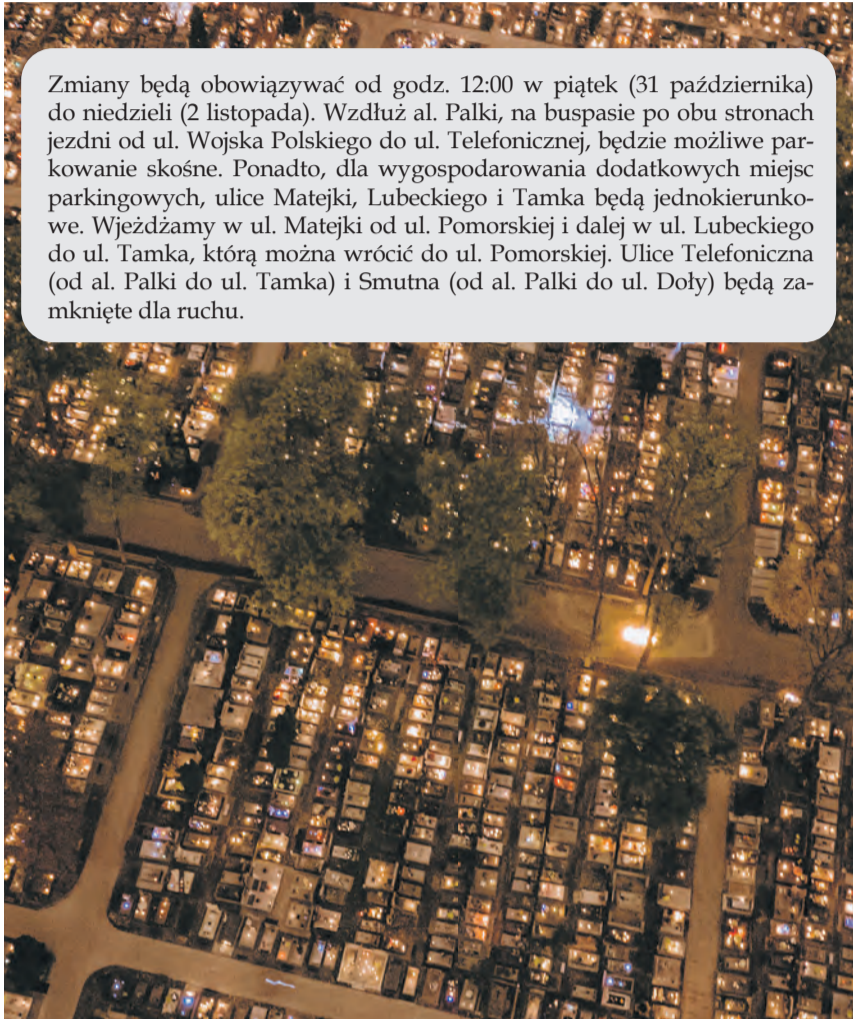 Zmiany będą obowiązywać od godz. 12:00 w piątek (31 października)
do niedzieli (2 listopada). Wzdłuż al. Palki, na buspasie po obu stronach
jezdni od ul. Wojska Polskiego do ul. Telefonicznej, będzie możliwe par-
kowanie skośne. Ponadto, dla wygospodarowania dodatkowych miejsc
parkingowych, ulice Matejki, Lubeckiego i Tamka będą jednokierunko-
we. Wjeżdżamy w ul. Matejki od ul. Pomorskiej i dalej w ul. Lubeckiego
do ul. Tamka, którą można wrócić do ul. Pomorskiej. Ulice Telefoniczna
(od al. Palki do ul. Tamka) i Smutna (od al. Palki do ul. Doły) będą za-
mknięte dla ruchu.